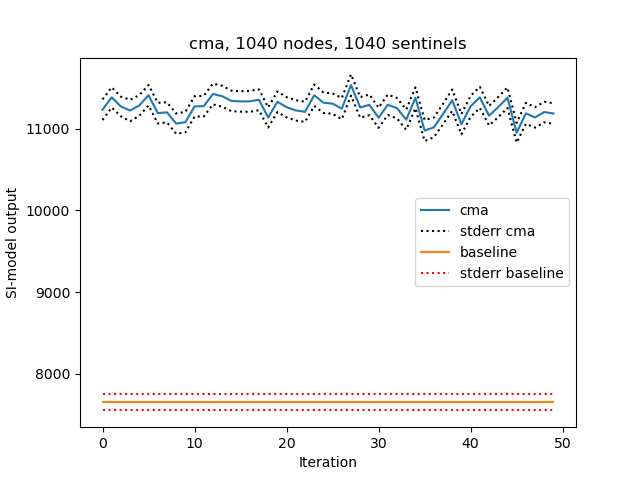 cma, 1040 nodes, 1040 sentinels
SI-model output
11000
10000
9000
8000
cma
stderr cma
baseline
stderr baseline
0 10 20 30 40 50
Iteration